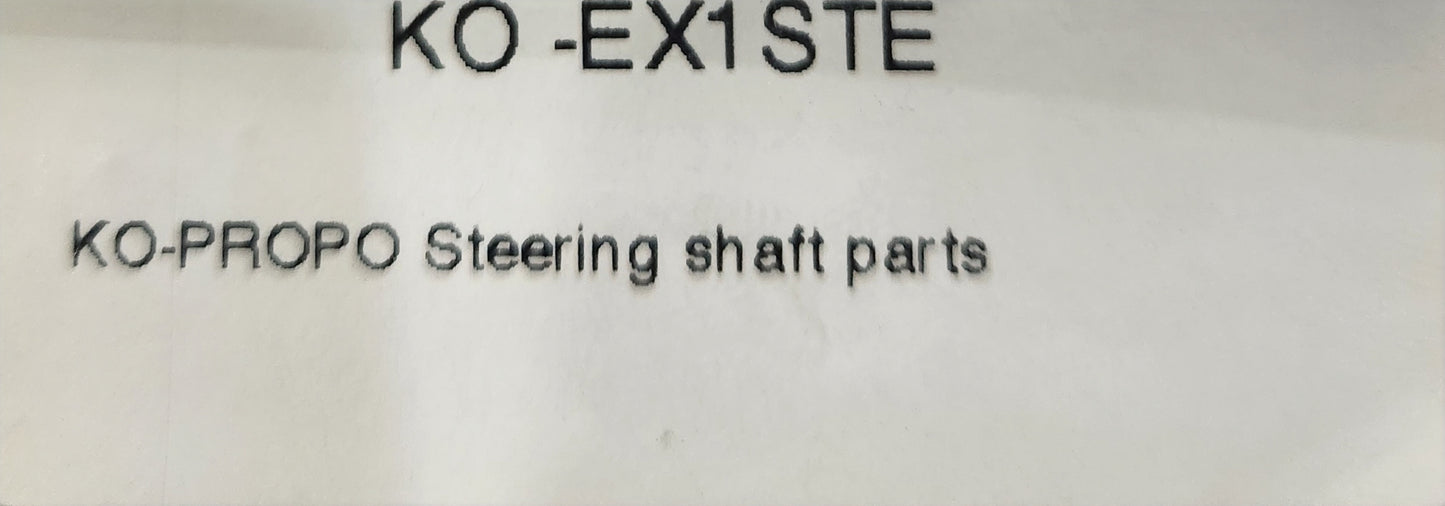 KO -EX1STE
KO-PROPO Steering shaft parts